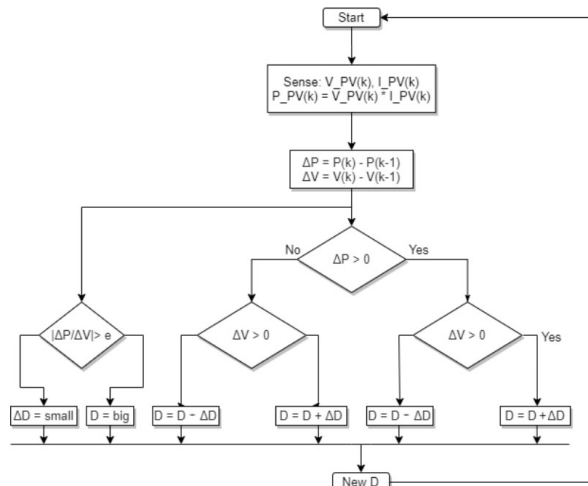 Start
Sense: V_PV(k), I_PV(k)
P_PV(k) = V_PV(k) * I_PV(k)
ΔP = P(k) - P(k-1)
ΔV = V(k) - V(k-1)
No
ΔP > 0
Yes
|ΔP/ΔV|> e
ΔV > 0
ΔV > 0
Yes
ΔD = small
D = big
D = D - ΔD
D = D + ΔD
D = D - ΔD
D = D + ΔD
New D